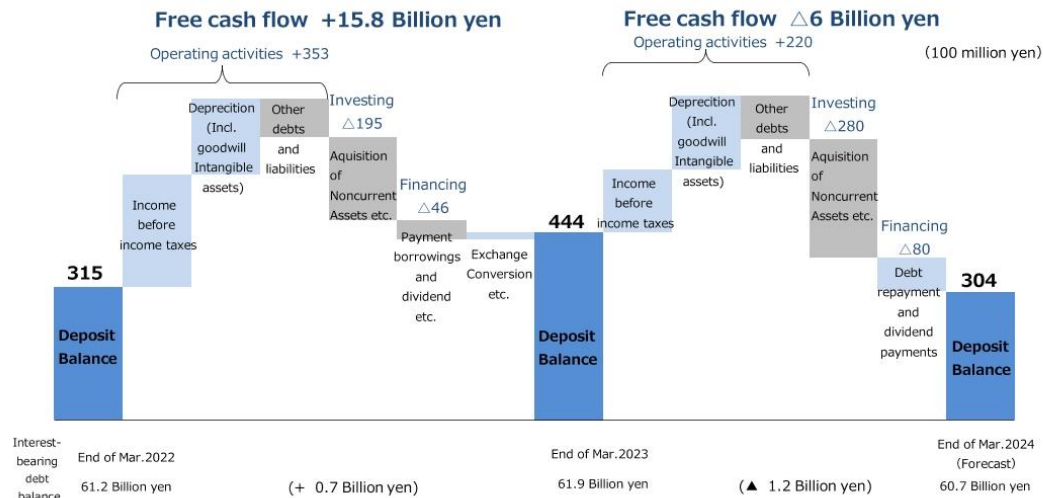 Free cash flow +15.8 Billion yen
Operating activities +353
Depreciton
(Incl.
goodwill
Intangible
assets)
Other
debts
and
liabilities
Investing
△195
Aquisition
of
Noncurrent
Assets etc.
Income
before
income taxes
Financing
△46
Payment
borrowings
and
dividend
etc.
Exchange
Conversion
etc.
315
Deposit
Balance
444
Deposit
Balance
Free cash flow △6 Billion yen
Operating activities +220
(100 million yen)
Depreciton
(Incl.
goodwill
Intangible
assets)
Other
debts
and
liabilities
Investing
△280
Aquisition
of
Noncurrent
Assets etc.
Income
before
income taxes
Financing
△80
Debt
repayment
and
dividend
payments
304
Deposit
Balance
Interest-
bearing
debt
balance
End of Mar.2022
61.2 Billion yen
(+ 0.7 Billion yen)
End of Mar.2023
61.9 Billion yen
(▲ 1.2 Billion yen)
End of Mar.2024
(Forecast)
60.7 Billion yen